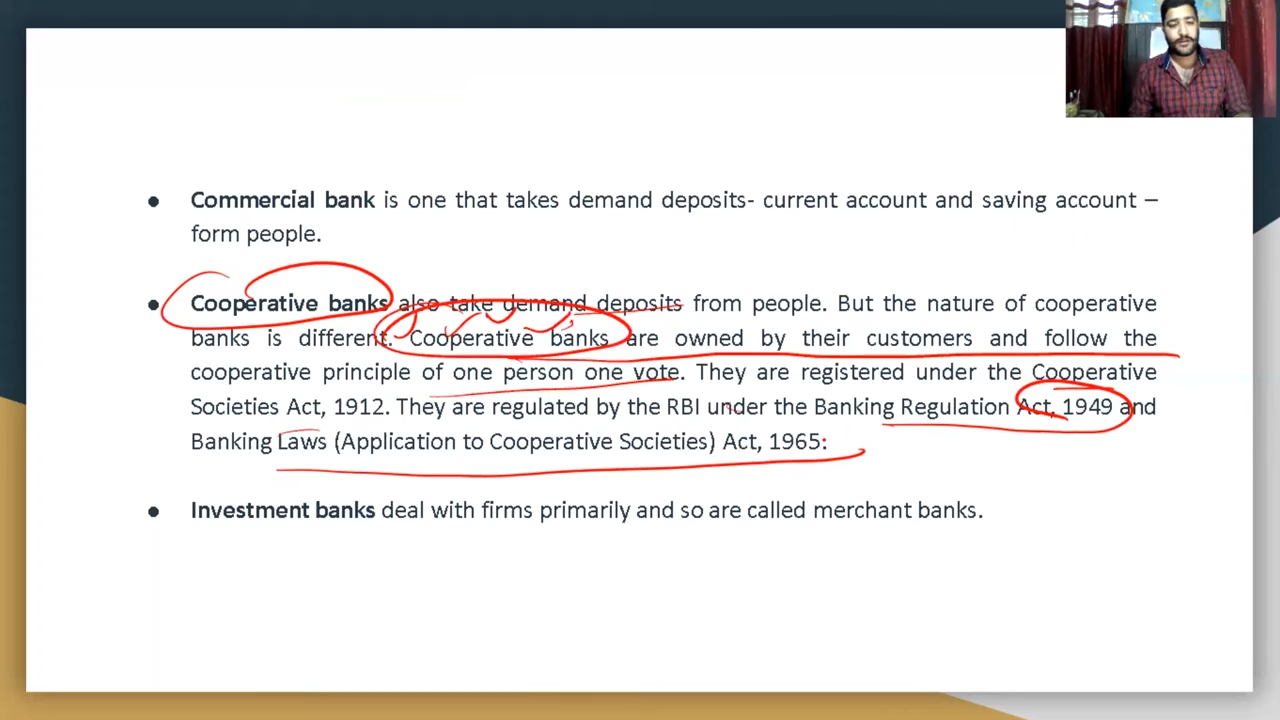 ● Commercial bank is one that takes demand deposits- current account and saving account –
form people.
● Cooperative banks also take demand deposits from people. But the nature of cooperative
banks is different. Cooperative banks are owned by their customers and follow the
cooperative principle of one person one vote. They are registered under the Cooperative
Societies Act, 1912. They are regulated by the RBI under the Banking Regulation Act, 1949 and
Banking Laws (Application to Cooperative Societies) Act, 1965:
● Investment banks deal with firms primarily and so are called merchant banks.